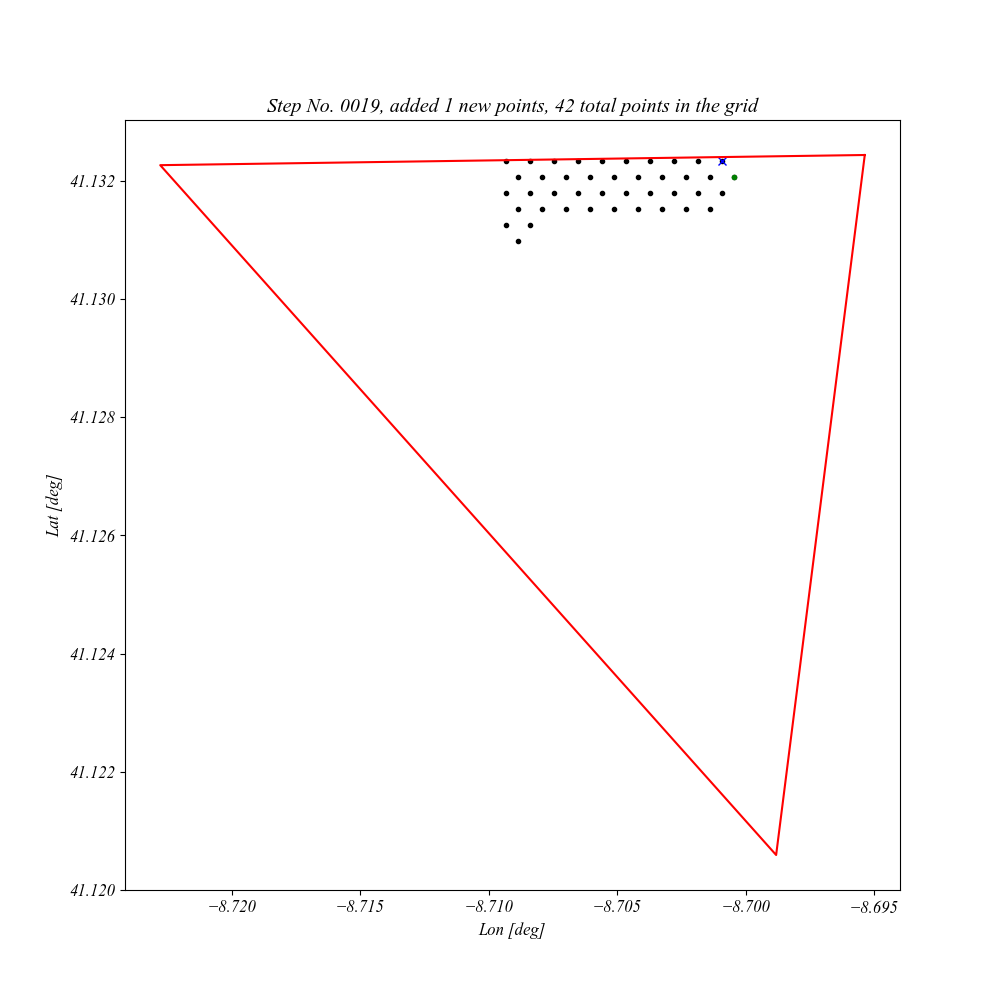 Step No. 0019, added 1 new points, 42 total points in the grid
41.132
41.130
41.128
41.126
41.124
41.122
41.120
Lat [deg]
−8.720 −8.715 −8.710 −8.705 −8.700 −8.695
Lon [deg]